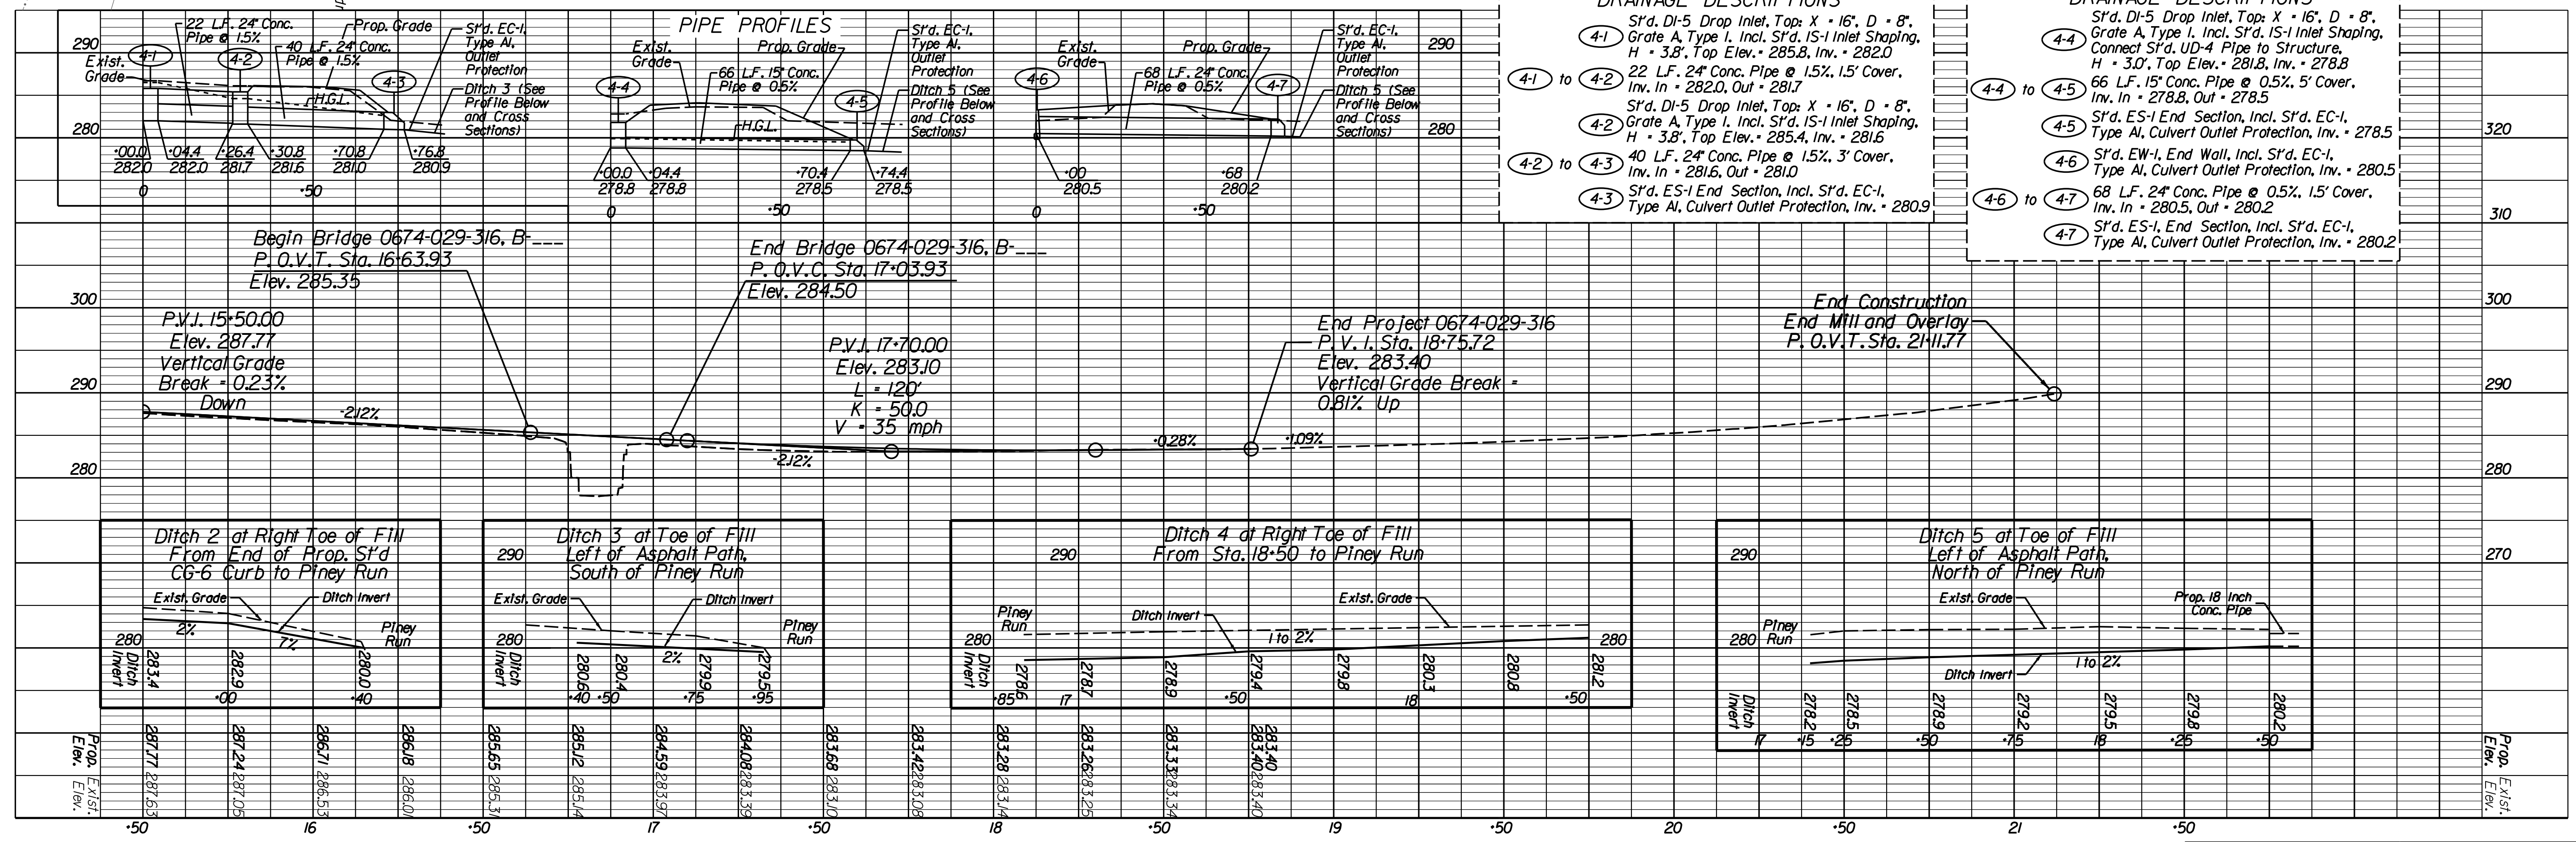 PIPE PROFILES
22 L.F. 24" Conc.
Pipe @ 1.5%
40 L.F. 24" Conc.
Pipe @ 1.5%
Prop. Grade
St'd. EC-1,
Type A1,
Outlet
Protection
Ditch 3 (See
Profile Below
and Cross
Sections)
290
Exist.
Grade
4-1
4-2
4-3
H.G.L.
280
+00.0
282.0
+04.4
282.0
+26.4
281.7
+30.8
281.6
+70.8
281.0
+76.8
280.9
0
+50
Exist.
Grade
Prop. Grade
66 L.F. 15" Conc.
Pipe @ 0.5%
4-4
4-5
H.G.L.
St'd. EC-1,
Type A1,
Outlet
Protection
Ditch 5 (See
Profile Below
and Cross
Sections)
+00.0
278.8
+04.4
278.8
+70.4
278.5
+74.4
278.5
0
+50
Exist.
Grade
Prop. Grade
68 L.F. 24" Conc.
Pipe @ 0.5%
4-6
4-7
St'd. EC-1,
Type A1,
Outlet
Protection
Ditch 5 (See
Profile Below
and Cross
Sections)
290
280
+00
280.5
+68
280.2
0
+50
DRAINAGE DESCRIPTIONS
4-1 St'd. DI-5 Drop Inlet, Top: X = 16", D = 8",
Grate A, Type I. Incl. St'd. IS-1 Inlet Shaping,
H = 3.8', Top Elev.= 285.8, Inv. = 282.0
4-1 to 4-2 22 L.F. 24" Conc. Pipe @ 1.5%, 1.5' Cover,
Inv. In = 282.0, Out = 281.7
4-2 St'd. DI-5 Drop Inlet, Top: X = 16", D = 8",
Grate A, Type I. Incl. St'd. IS-1 Inlet Shaping,
H = 3.8', Top Elev.= 285.4, Inv. = 281.6
4-2 to 4-3 40 L.F. 24" Conc. Pipe @ 1.5%, 3' Cover,
Inv. In = 281.6, Out = 281.0
4-3 St'd. ES-1 End Section, Incl. St'd. EC-1,
Type A1, Culvert Outlet Protection, Inv. = 280.9
DRAINAGE DESCRIPTIONS
4-4 St'd. DI-5 Drop Inlet, Top: X = 16", D = 8",
Grate A, Type I. Incl. St'd. IS-1 Inlet Shaping,
Connect St'd. UD-4 Pipe to Structure,
H = 3.0', Top Elev.= 281.8, Inv. = 278.8
4-4 to 4-5 66 L.F. 15" Conc. Pipe @ 0.5%, 5' Cover,
Inv. In = 278.8, Out = 278.5
4-5 St'd. ES-1 End Section, Incl. St'd. EC-1,
Type A1, Culvert Outlet Protection, Inv. = 278.5
4-6 St'd. EW-1, End Wall, Incl. St'd. EC-1,
Type A1, Culvert Outlet Protection, Inv. = 280.5
4-6 to 4-7 68 L.F. 24" Conc. Pipe @ 0.5%, 1.5' Cover,
Inv. In = 280.5, Out = 280.2
4-7 St'd. ES-1, End Section, Incl. St'd. EC-1,
Type A1, Culvert Outlet Protection, Inv. = 280.2
320
310
300
290
280
270
Begin Bridge 0674-029-316, B-___
P. O.V.T. Sta. 16+63.93
Elev. 285.35
End Bridge 0674-029-316, B-___
P. O.V.C. Sta. 17+03.93
Elev. 284.50
300
290
280
P.V.I. 15+50.00
Elev. 287.77
Vertical Grade
Break = 0.23%
Down
-2.12%
P.V.I. 17+70.00
Elev. 283.10
L = 120'
K = 50.0
V = 35 mph
-2.12%
End Project 0674-029-316
P. V. I. Sta. 18+75.72
Elev. 283.40
Vertical Grade Break =
0.81% Up
+0.28%
+1.09%
End Construction
End Mill and Overlay
P. O.V.T. Sta. 21+11.77
Ditch 2 at Right Toe of Fill
From End of Prop. St'd
CG-6 Curb to Piney Run
Exist. Grade
Ditch Invert
2%
7%
Piney
Run
280
Ditch
Invert
283.4
282.9
280.0
+00
+40
Ditch 3 at Toe of Fill
Left of Asphalt Path,
South of Piney Run
290
Exist. Grade
Ditch Invert
280
2%
Piney
Run
Ditch
Invert
280.6
280.4
279.9
279.5
+40
+50
+75
+95
Ditch 4 at Right Toe of Fill
From Sta. 18+50 to Piney Run
290
Piney
Run
280
Ditch Invert
Exist. Grade
1 to 2%
280
Ditch
Invert
278.6
278.7
278.9
279.4
279.8
280.3
280.8
281.2
+85
17
+50
18
+50
Ditch 5 at Toe of Fill
Left of Asphalt Path,
North of Piney Run
290
Exist. Grade
Prop. 18 Inch
Conc. Pipe
280
Piney
Run
1 to 2%
Ditch Invert
Ditch
Invert
278.2
278.5
278.9
279.2
279.5
279.8
280.2
17
+15
+25
+50
+75
18
+25
+50
Prop.
Elev.
287.77
287.24
286.71
286.18
285.65
285.12
284.59
284.08
283.68
283.42
283.28
283.26
283.33
283.40
283.40
Prop.
Elev.
Exist.
Elev.
287.63
287.05
286.53
286.01
285.31
285.14
283.97
283.39
283.10
283.08
283.14
283.25
283.34
283.40
Exist.
Elev.
+50
16
+50
17
+50
18
+50
19
+50
20
+50
21
+50